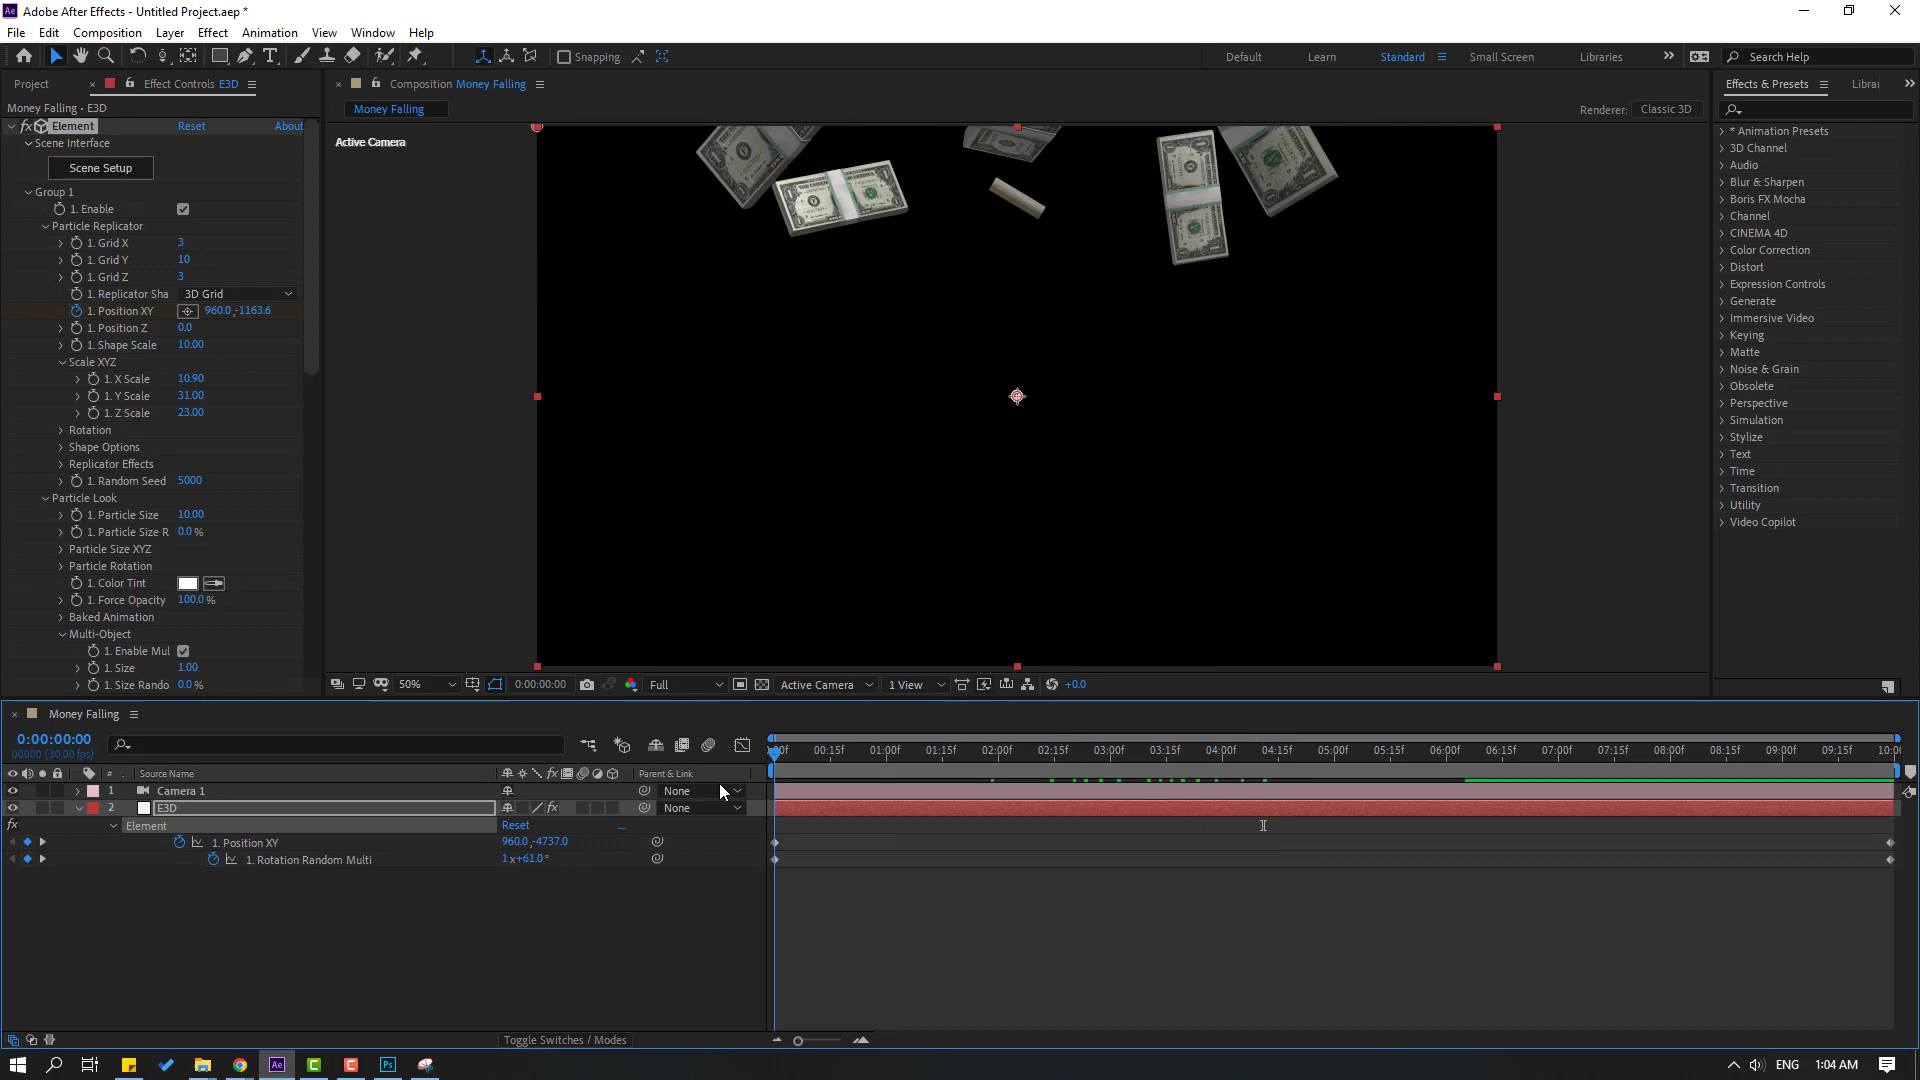 Adobe After Effects - Untitled Project.aep *
File Edit Composition Layer Effect Animation View Window Help
Snapping Default Learn Standard Small Screen Libraries Search Help
Project Effect Controls E3D
Composition Money Falling
Effects & Presets Librar
Money Falling • E3D
Money Falling
Renderer: Classic 3D
fx Element Reset About
Active Camera
Scene Interface
Scene Setup
Group 1
1. Enable
Particle Replicator
1. Grid X 3
1. Grid Y 10
1. Grid Z 3
1. Replicator Sha 3D Grid
1. Position XY 960.0 ,-1163.6
1. Position Z 0.0
1. Shape Scale 10.00
Scale XYZ
1. X Scale 10.90
1. Y Scale 31.00
1. Z Scale 23.00
Rotation
Shape Options
Replicator Effects
1. Random Seed 5000
Particle Look
1. Particle Size 10.00
1. Particle Size R 0.0 %
Particle Size XYZ
Particle Rotation
1. Color Tint
1. Force Opacity 100.0 %
Baked Animation
Multi-Object
1. Enable Mul
1. Size 1.00
1. Size Rando 0.0 %
* Animation Presets
3D Channel
Audio
Blur & Sharpen
Boris FX Mocha
Channel
CINEMA 4D
Color Correction
Distort
Expression Controls
Generate
Immersive Video
Keying
Matte
Noise & Grain
Obsolete
Perspective
Simulation
Stylize
Text
Time
Transition
Utility
Video Copilot
50% 0:00:00:00 Full Active Camera 1 View +0.0
Money Falling
0:00:00:00
00000 (30.00 fps)
:00f 00:15f 01:00f 01:15f 02:00f 02:15f 03:00f 03:15f 04:00f 04:15f 05:00f 05:15f 06:00f 06:15f 07:00f 07:15f 08:00f 08:15f 09:00f 09:15f 10:00
# . Source Name fx Parent & Link
1 Camera 1 None
2 E3D fx None
fx Element Reset
1. Position XY 960.0 ,-4737.0
1. Rotation Random Multi 1 x+61.0 °
Toggle Switches / Modes
Ae Ps ENG 1:04 AM